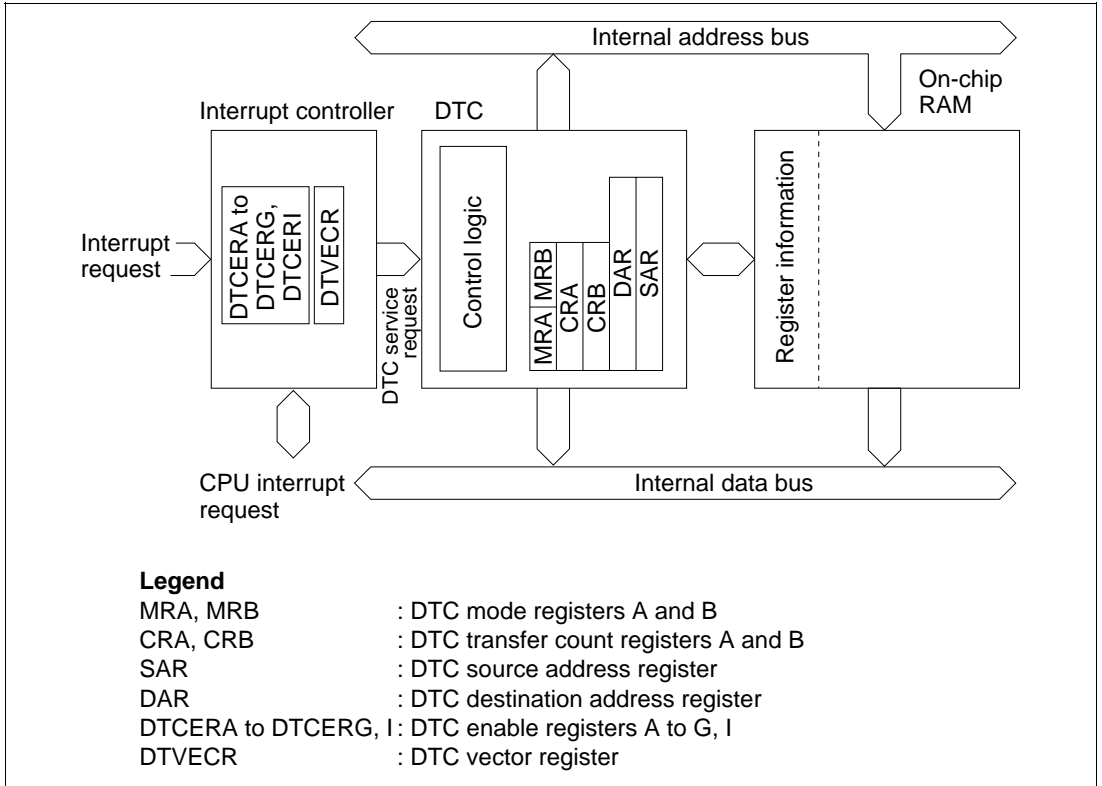 Internal address bus
On-chip
RAM
Interrupt controller
DTC
Interrupt
request
DTCERA to
DTCERG,
DTCERI
DTVECR
DTC service
request
Control logic
MRA
MRB
CRA
CRB
DAR
SAR
Register information
CPU interrupt
request
Internal data bus
Legend
MRA, MRB : DTC mode registers A and B
CRA, CRB : DTC transfer count registers A and B
SAR : DTC source address register
DAR : DTC destination address register
DTCERA to DTCERG, I : DTC enable registers A to G, I
DTVECR : DTC vector register